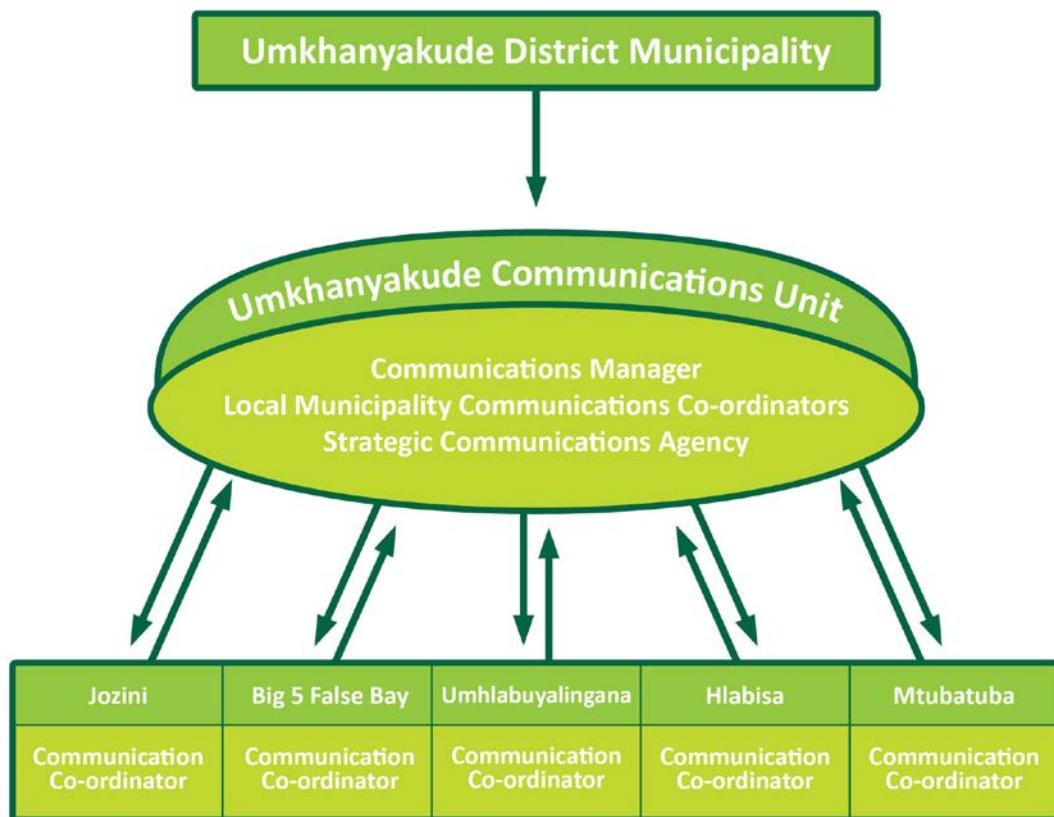 Umkhanyakude District Municipality
Umkhanyakude Communications Unit
Communications Manager
Local Municipality Communications Co-ordinators
Strategic Communications Agency
Jozini
Big 5 False Bay
Umhlabuyalingana
Hlabisa
Mtubatuba
Communication
Co-ordinator
Communication
Co-ordinator
Communication
Co-ordinator
Communication
Co-ordinator
Communication
Co-ordinator